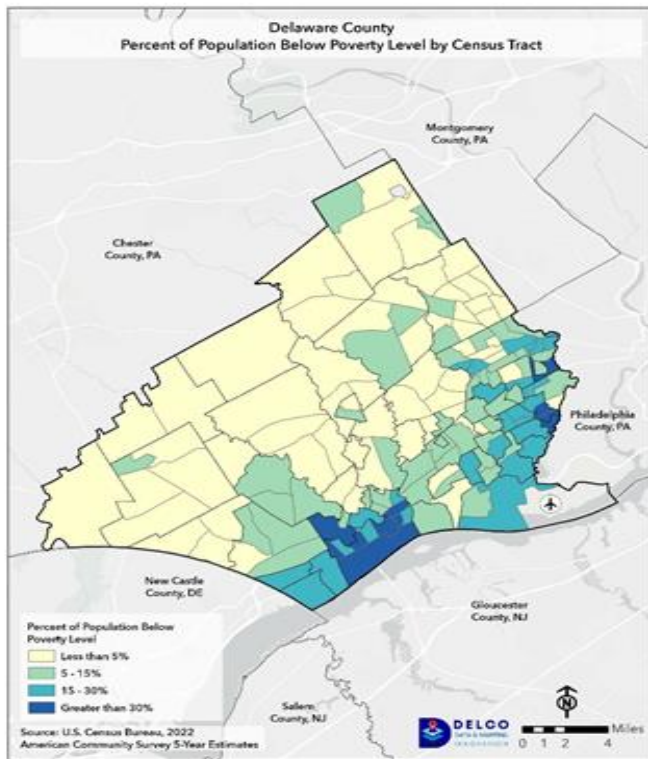 Delaware County
Percent of Population Below Poverty Level by Census Tract
Montgomery
County, PA
Chester
County, PA
Philadelphia
County, PA
New Castle
County, DE
Gloucester
County, NJ
Salem
County, NJ
Percent of Population Below
Poverty Level
Less than 5%
5 - 15%
15 - 30%
Greater than 30%
Source: U.S. Census Bureau, 2022
American Community Survey 5-Year Estimates
DELCO
DATA & MAPPING
N
Miles
0 1 2 4